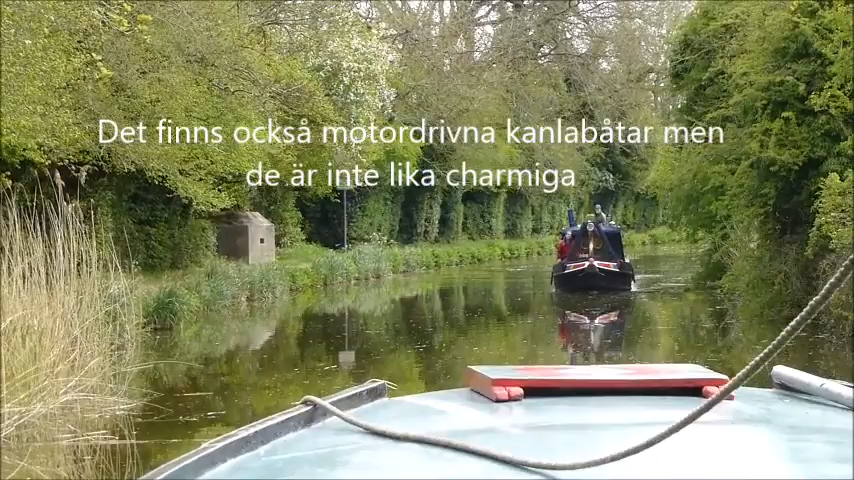 Det finns också motordrivna kanlabåtar men
de är inte lika charmiga